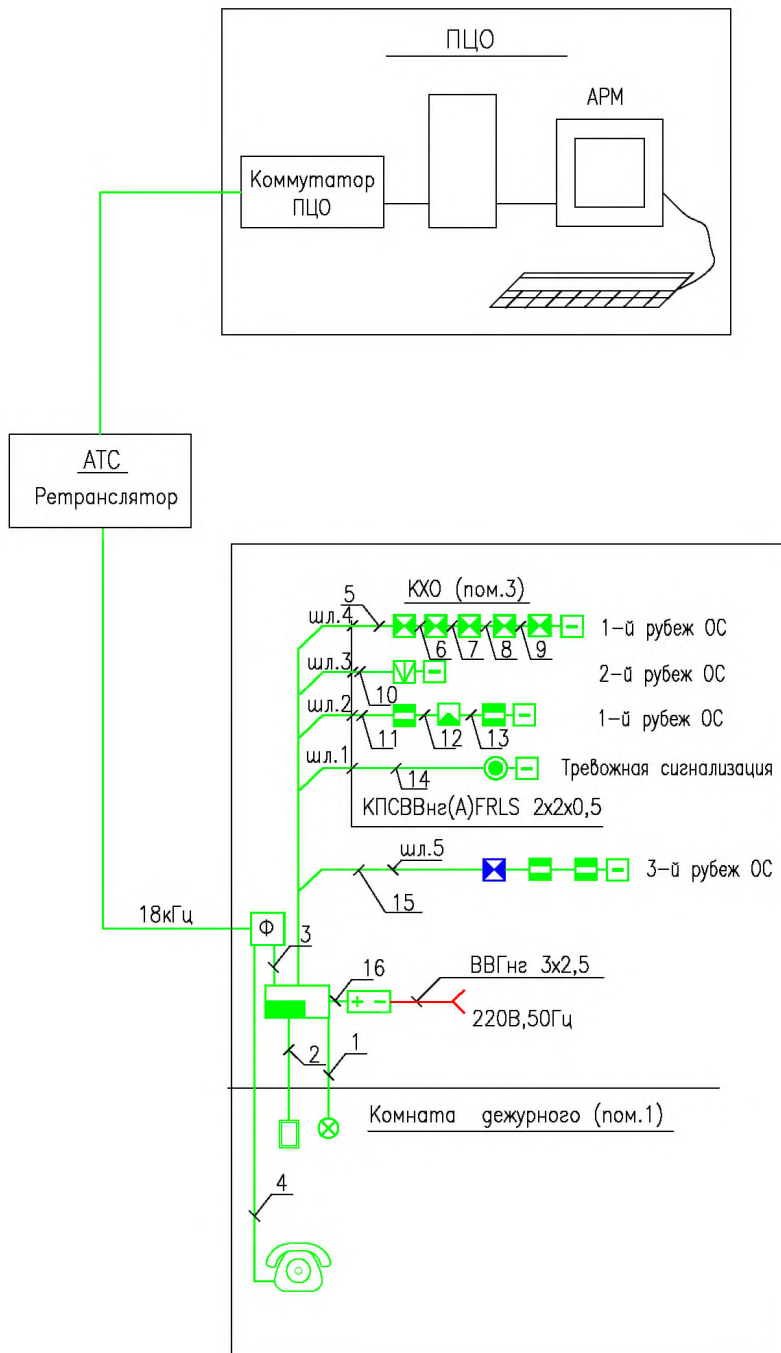 ПЦО
АРМ
Коммутатор
ПЦО
АТС
Ретранслятор
КХО (пом.3)
5
шл.4
1-й рубеж ОС
6
7
8
9
шл.3
2-й рубеж ОС
10
шл.2
1-й рубеж ОС
11
12
13
шл.1
Тревожная сигнализация
14
КПСВВнг(А)FRLS 2х2х0,5
шл.5
3-й рубеж ОС
15
18кГц
Ф
3
16
ВВГнг 3х2,5
+ -
220В,50Гц
2
1
Комната дежурного (пом.1)
4